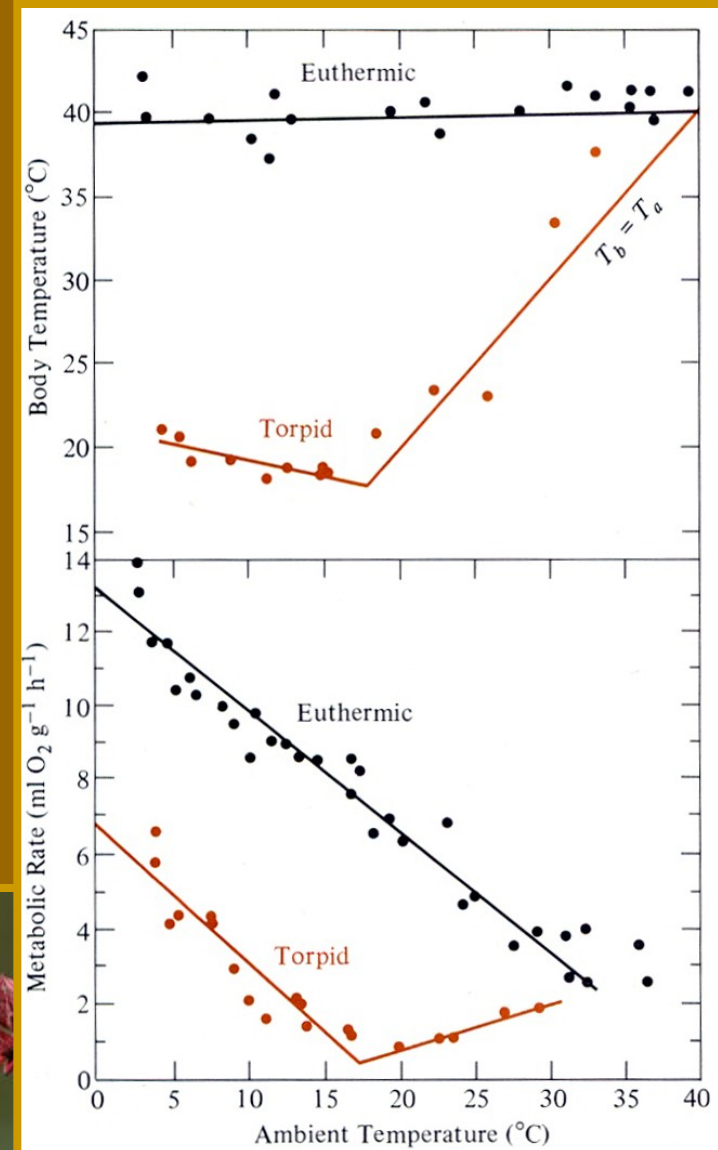 45
40
35
30
25
20
15
Body Temperature (°C)
Euthermic
Torpid
T_b = T_a
14
12
10
8
6
4
2
0
Metabolic Rate (ml O₂ g⁻¹ h⁻¹)
Euthermic
Torpid
0 5 10 15 20 25 30 35 40
Ambient Temperature (°C)